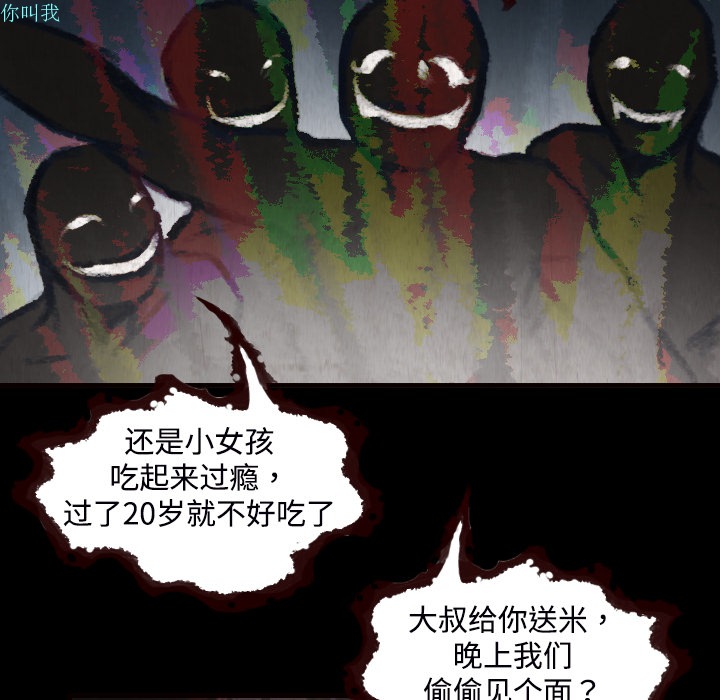 你叫我
还是小女孩
吃起来过瘾，
过了20岁就不好吃了
大叔给你送米，
晚上我们
偷偷见个面？